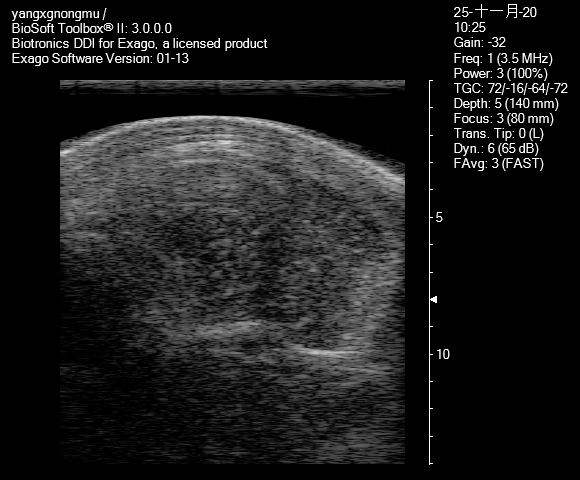 yangxgnongmu /
BioSoft Toolbox® II: 3.0.0.0
Biotronics DDI for Exago, a licensed product
Exago Software Version: 01-13
25-十一月-20
10:25
Gain: -32
Freq: 1 (3.5 MHz)
Power: 3 (100%)
TGC: 72/-16/-64/-72
Depth: 5 (140 mm)
Focus: 3 (80 mm)
Trans. Tip: 0 (L)
Dyn.: 6 (65 dB)
FAvg: 3 (FAST)
5
10